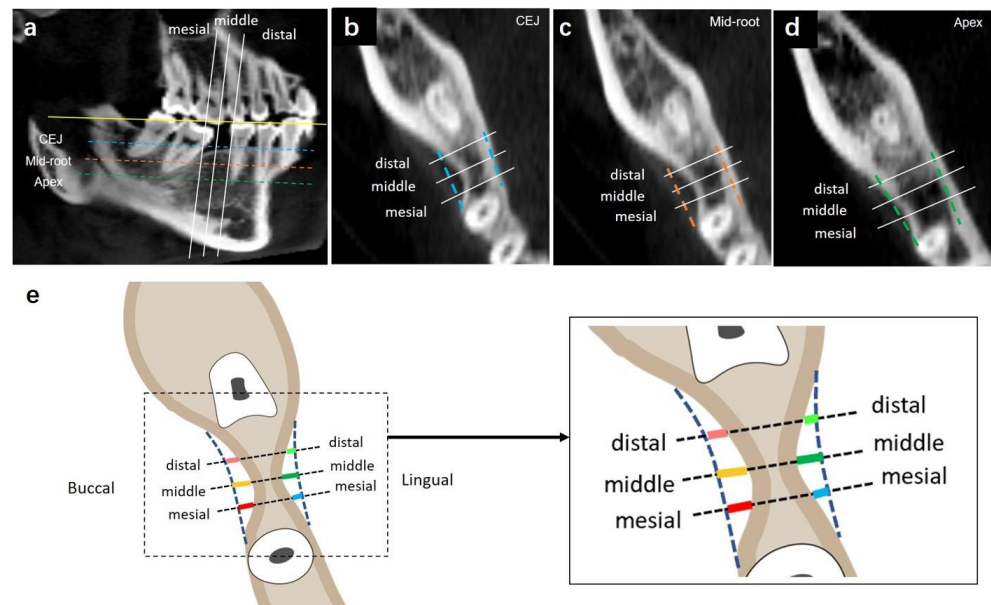 a
mesial
middle
distal
CEJ
Mid-root
Apex
b
CEJ
distal
middle
mesial
c
Mid-root
distal
middle
mesial
d
Apex
distal
middle
mesial
e
Buccal
distal
middle
mesial
distal
middle
mesial
Lingual
distal
middle
mesial
distal
middle
mesial